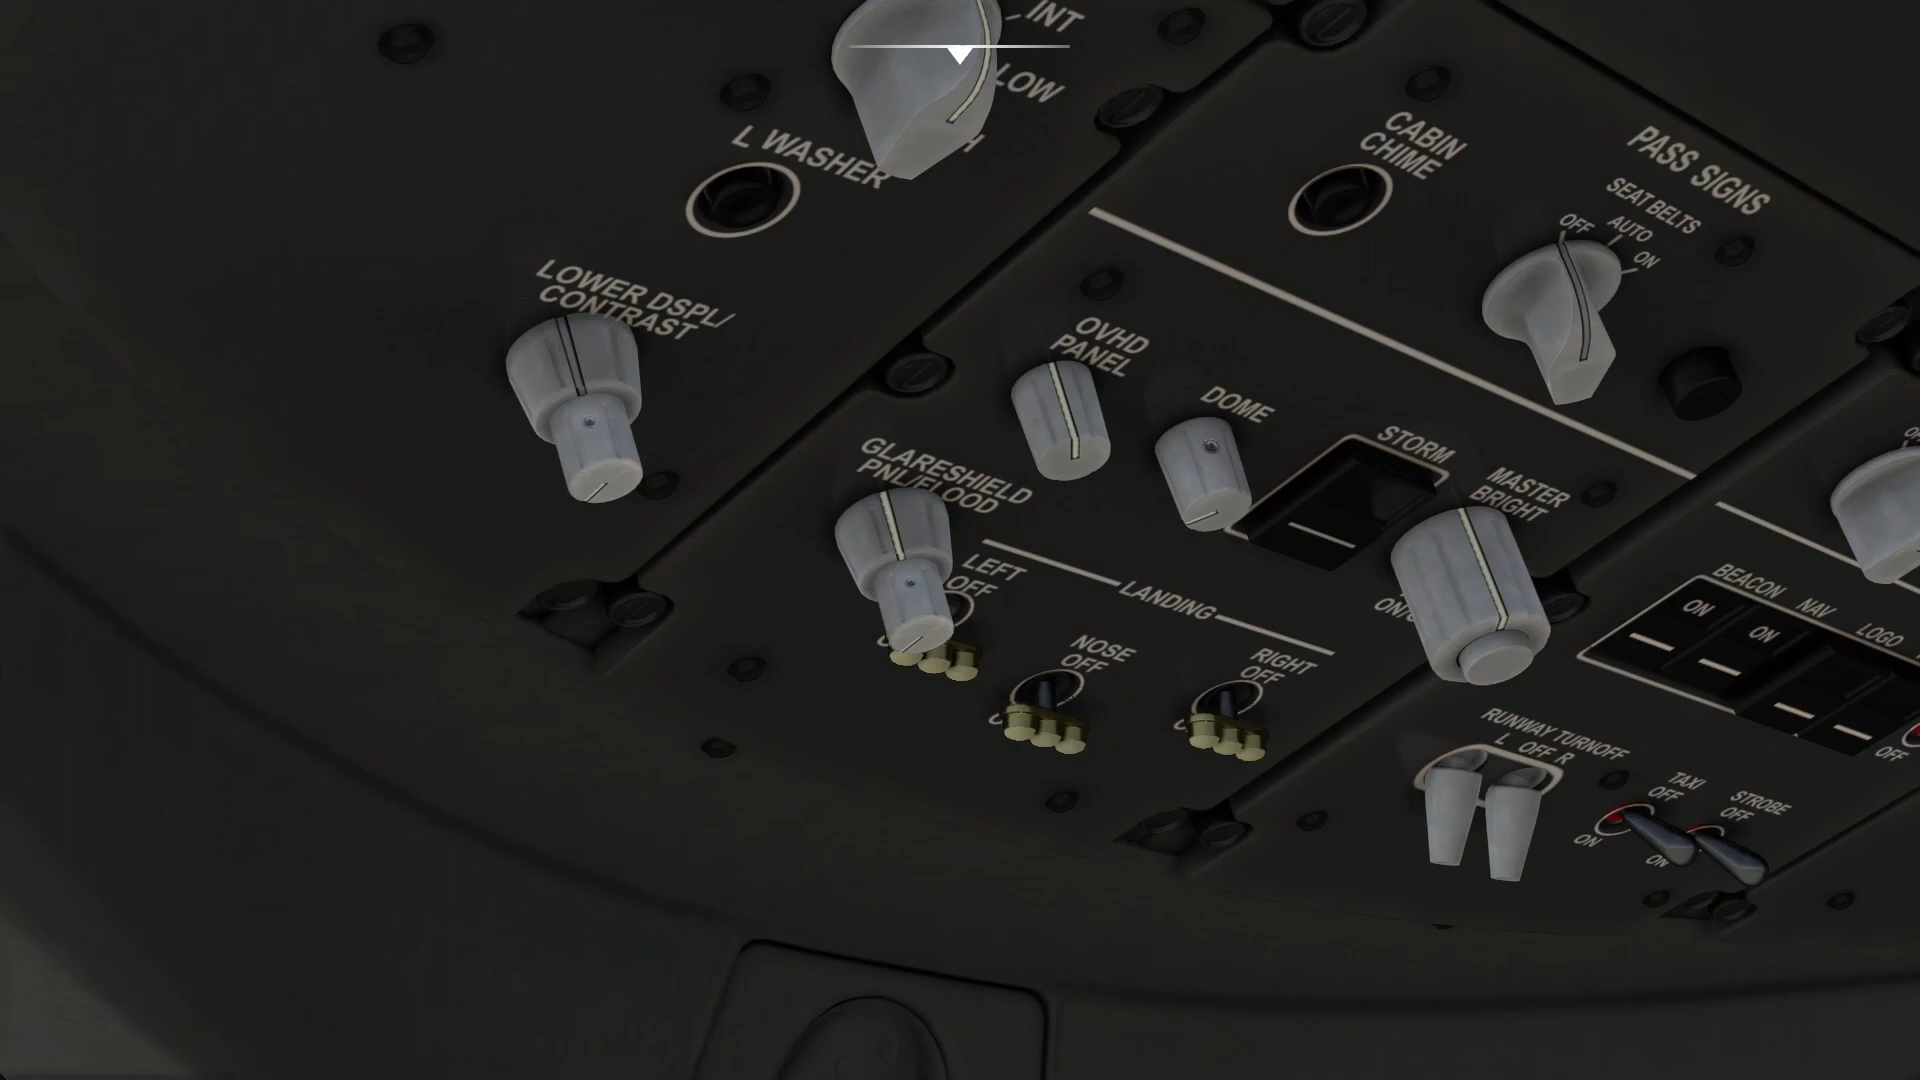 INT
LOW
L WASHER
CABIN
CHIME
PASS SIGNS
SEAT BELTS
OFF
AUTO
ON
LOWER DSPL/
CONTRAST
OVHD
PANEL
DOME
STORM
GLARESHIELD
PNL/FLOOD
MASTER
BRIGHT
LEFT
OFF
LANDING
NOSE
OFF
RIGHT
OFF
BEACON
NAV
LOGO
ON
ON
RUNWAY TURNOFF
L OFF R
TAXI
OFF
ON
STROBE
OFF
ON
OFF